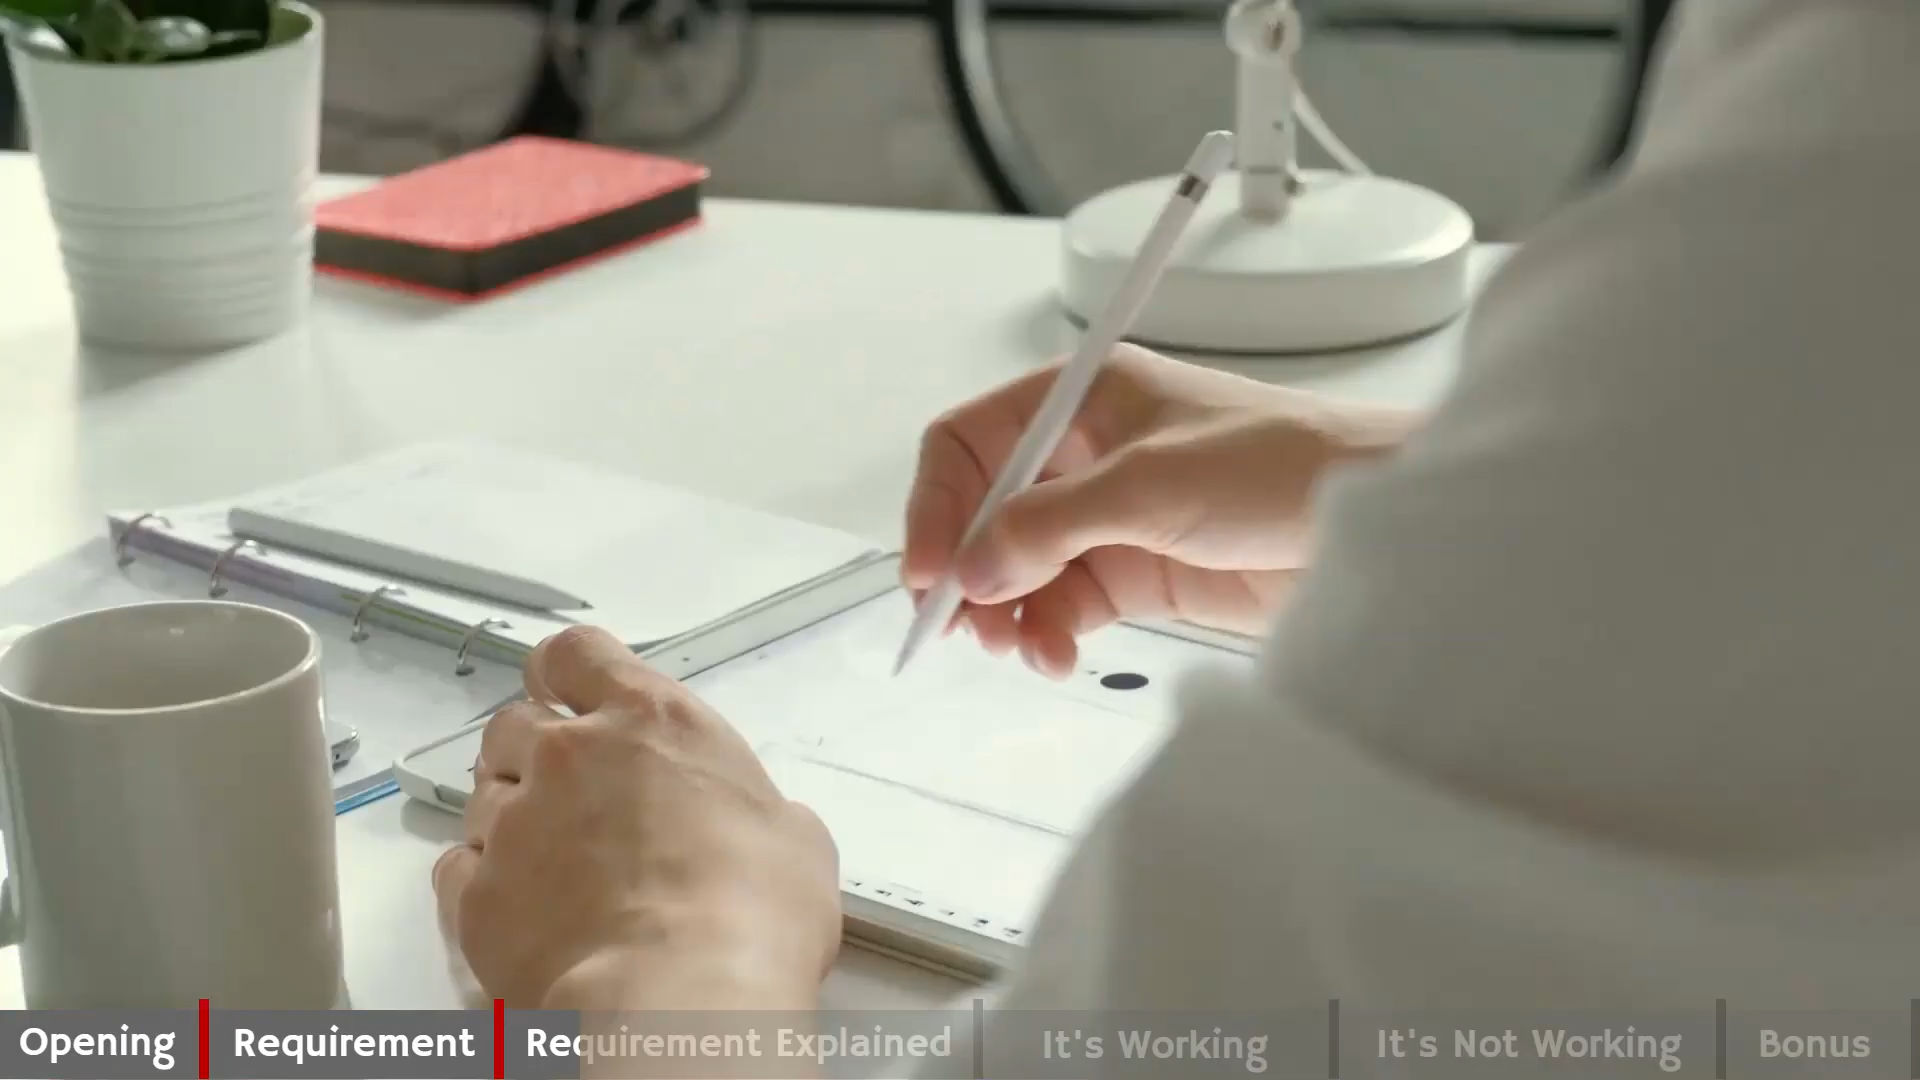 Opening
Requirement
Requirement Explained
It's Working
It's Not Working
Bonus